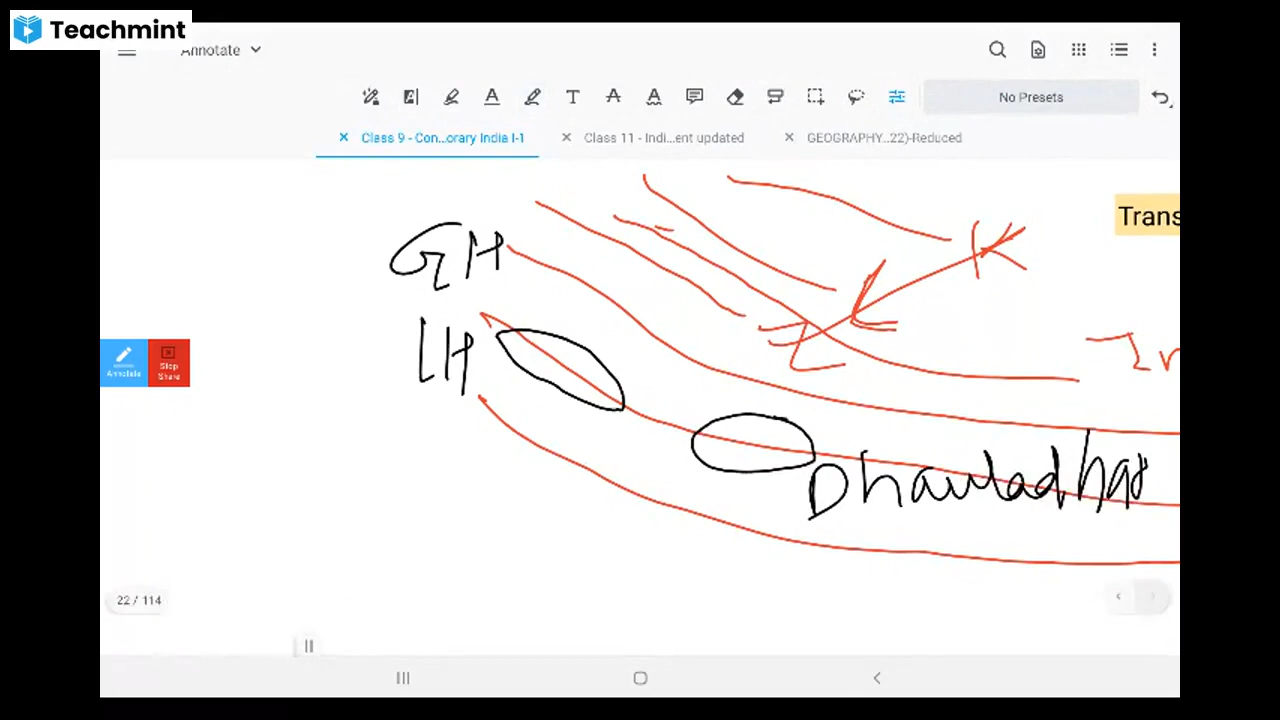 Teachmint
Annotate
No Presets
Class 9 - Con...orary India I-1
Class 11 - Indi...ent updated
GEOGRAPHY...22)-Reduced
Trans
K
GH
L
Z
LH
Annotate
Stop
Share
Dhauladhar
22 / 114